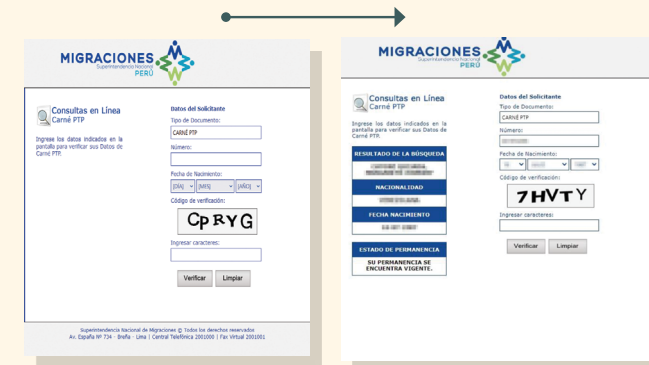 MIGRACIONES
Superintendencia Nacional
PERÚ
Consultas en Línea
Carné PTP
Ingrese los datos indicados en la
pantalla para verificar sus Datos de
Carné PTP.
Datos del Solicitante
Tipo de Documento:
CARNÉ PTP
Número:
Fecha de Nacimiento:
[DÍA] [MES] [AÑO]
Código de verificación:
CPRYG
Ingresar caracteres:
Verificar Limpiar
Superintendencia Nacional de Migraciones © Todos los derechos reservados
Av. España Nº 734 - Breña - Lima | Central Telefónica 2001000 | Fax Virtual 2001001
MIGRACIONES
Superintendencia Nacional
PERÚ
Consultas en Línea
Carné PTP
Ingrese los datos indicados en la
pantalla para verificar sus Datos de
Carné PTP.
RESULTADO DE LA BÚSQUEDA
NACIONALIDAD
FECHA NACIMIENTO
ESTADO DE PERMANENCIA
SU PERMANENCIA SE
ENCUENTRA VIGENTE.
Datos del Solicitante
Tipo de Documento:
CARNÉ PTP
Número:
Fecha de Nacimiento:
Código de verificación:
7HVTY
Ingresar caracteres:
Verificar Limpiar